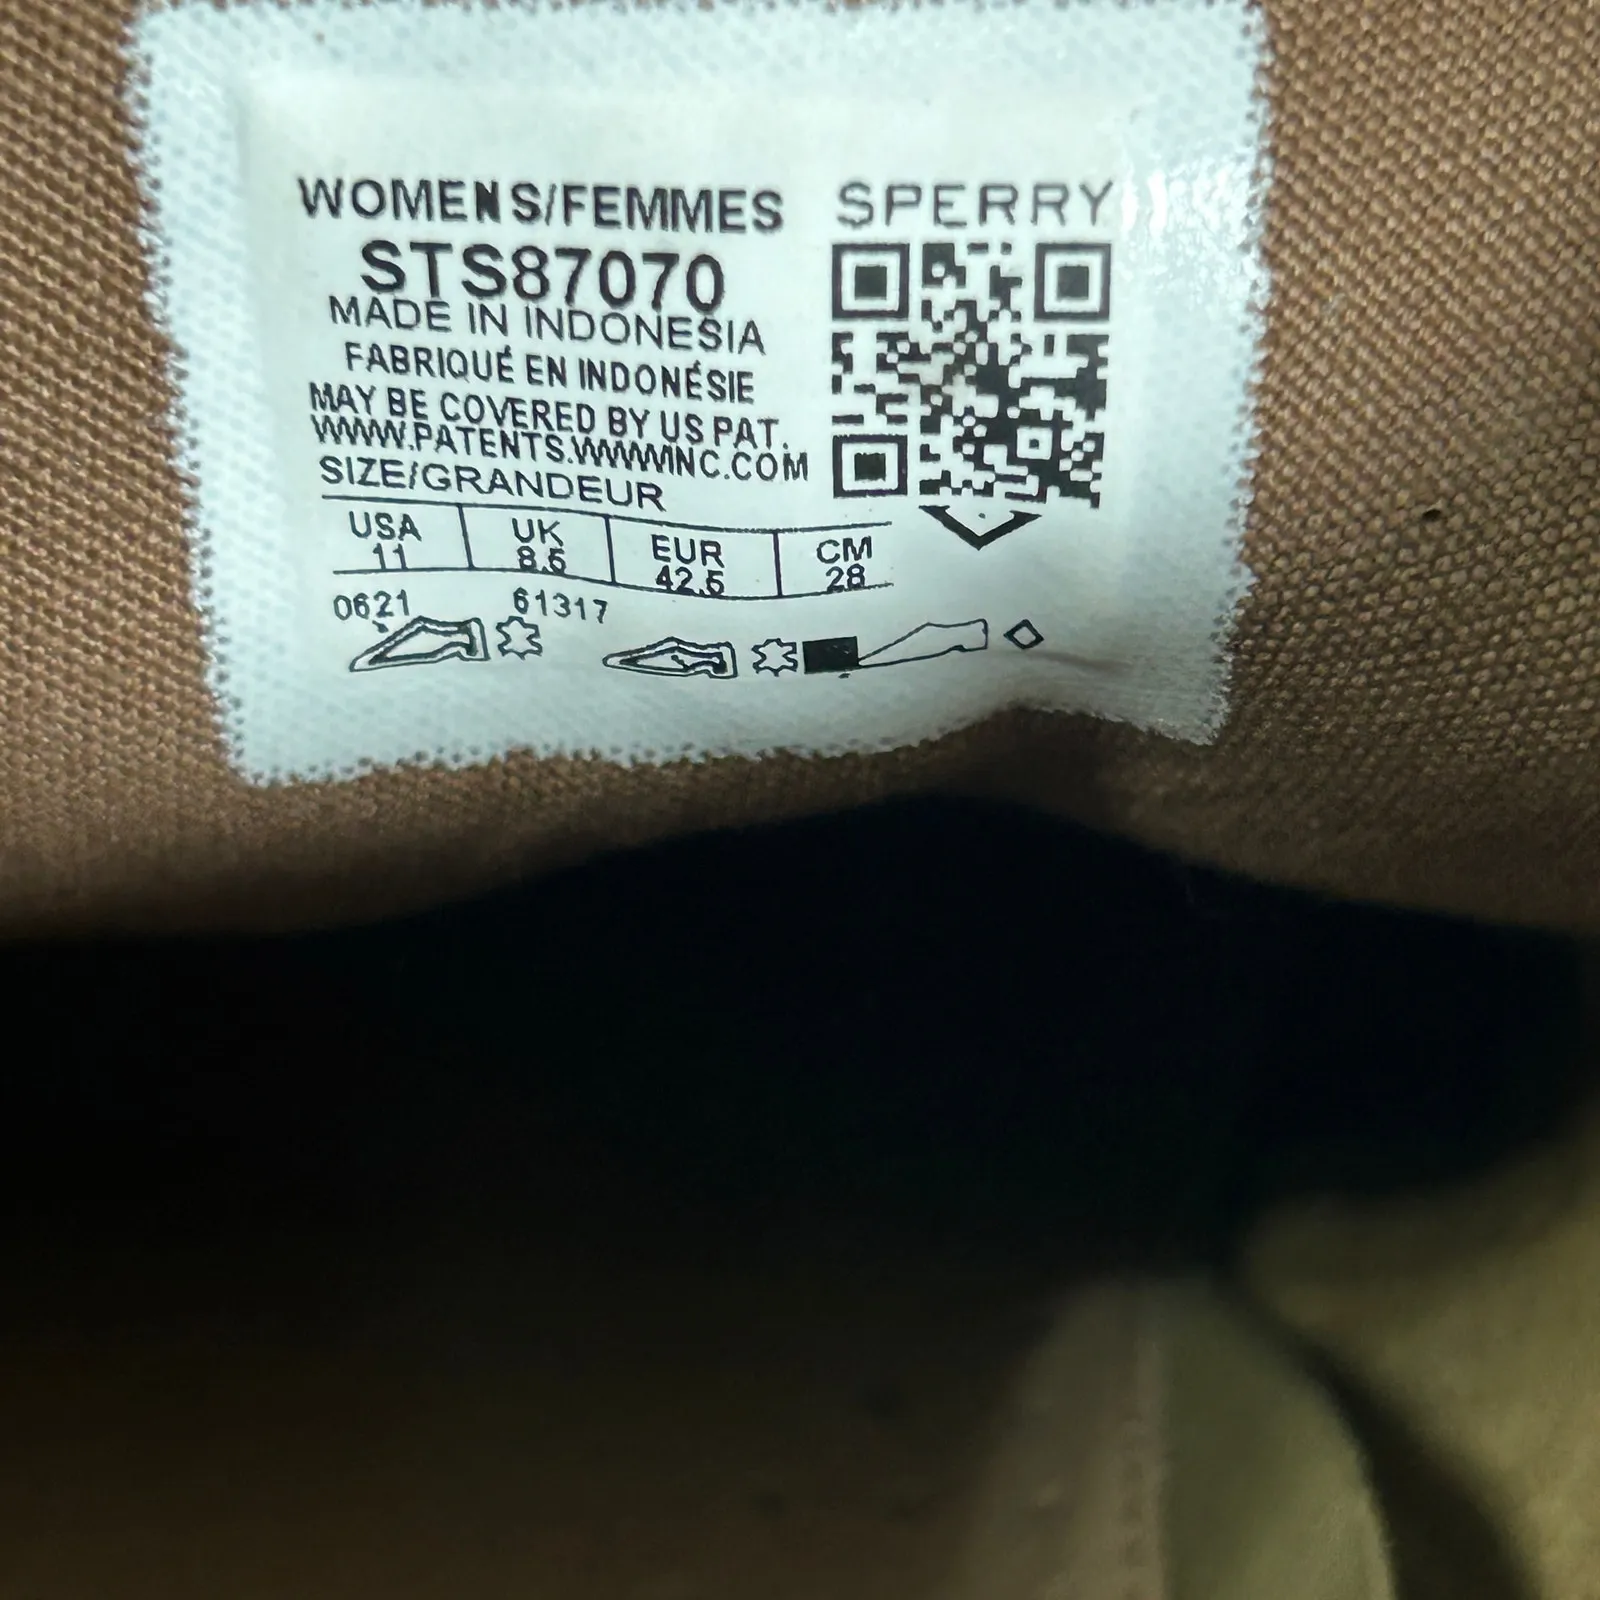 WOMENS/FEMMES SPERRY
STS87070
MADE IN INDONESIA
FABRIQUÉ EN INDONÉSIE
MAY BE COVERED BY US PAT.
WWW.PATENTS.WWWINC.COM
SIZE/GRANDEUR
USA UK EUR CM
11 8.5 42.5 28
0621 61317